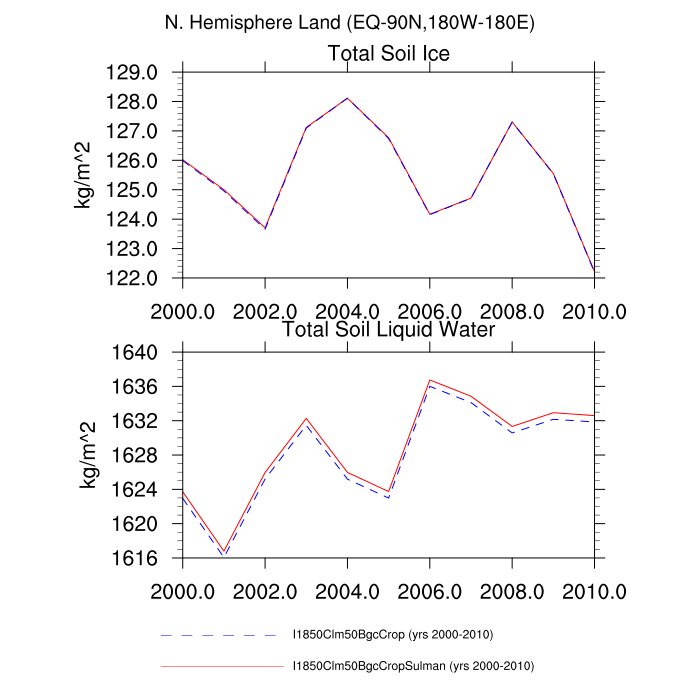 N. Hemisphere Land (EQ-90N,180W-180E)
Total Soil Ice
129.0
128.0
127.0
126.0
125.0
124.0
123.0
122.0
kg/m^2
2000.0 2002.0 2004.0 2006.0 2008.0 2010.0
Total Soil Liquid Water
1640
1636
1632
1628
1624
1620
1616
kg/m^2
2000.0 2002.0 2004.0 2006.0 2008.0 2010.0
I1850Clm50BgcCrop (yrs 2000-2010)
I1850Clm50BgcCropSulman (yrs 2000-2010)